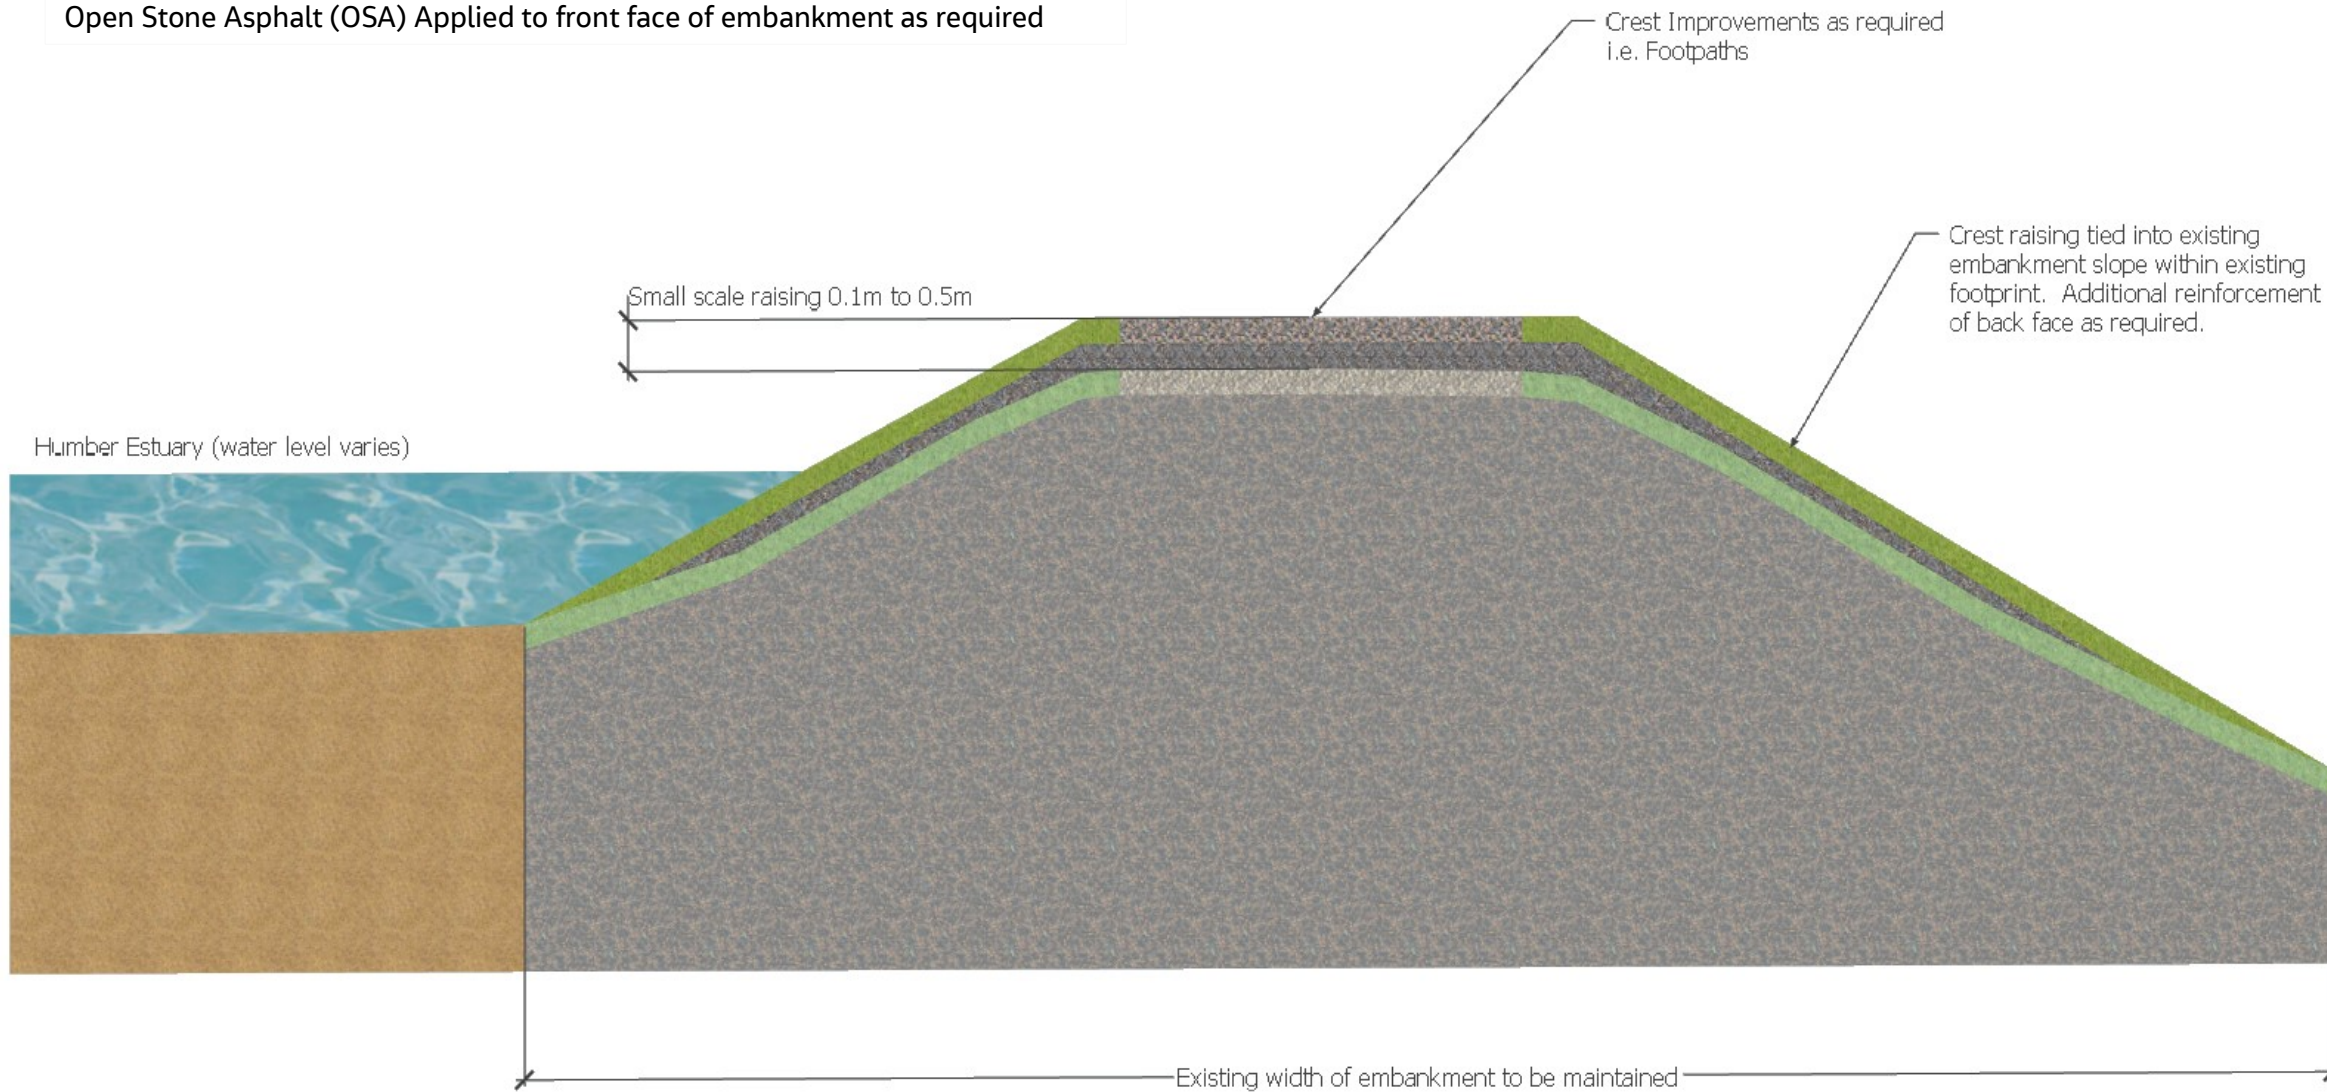 Open Stone Asphalt (OSA) Applied to front face of embankment as required
Crest Improvements as required
i.e. Footpaths
Crest raising tied into existing
embankment slope within existing
footprint. Additional reinforcement
of back face as required.
Small scale raising 0.1m to 0.5m
Humber Estuary (water level varies)
Existing width of embankment to be maintained